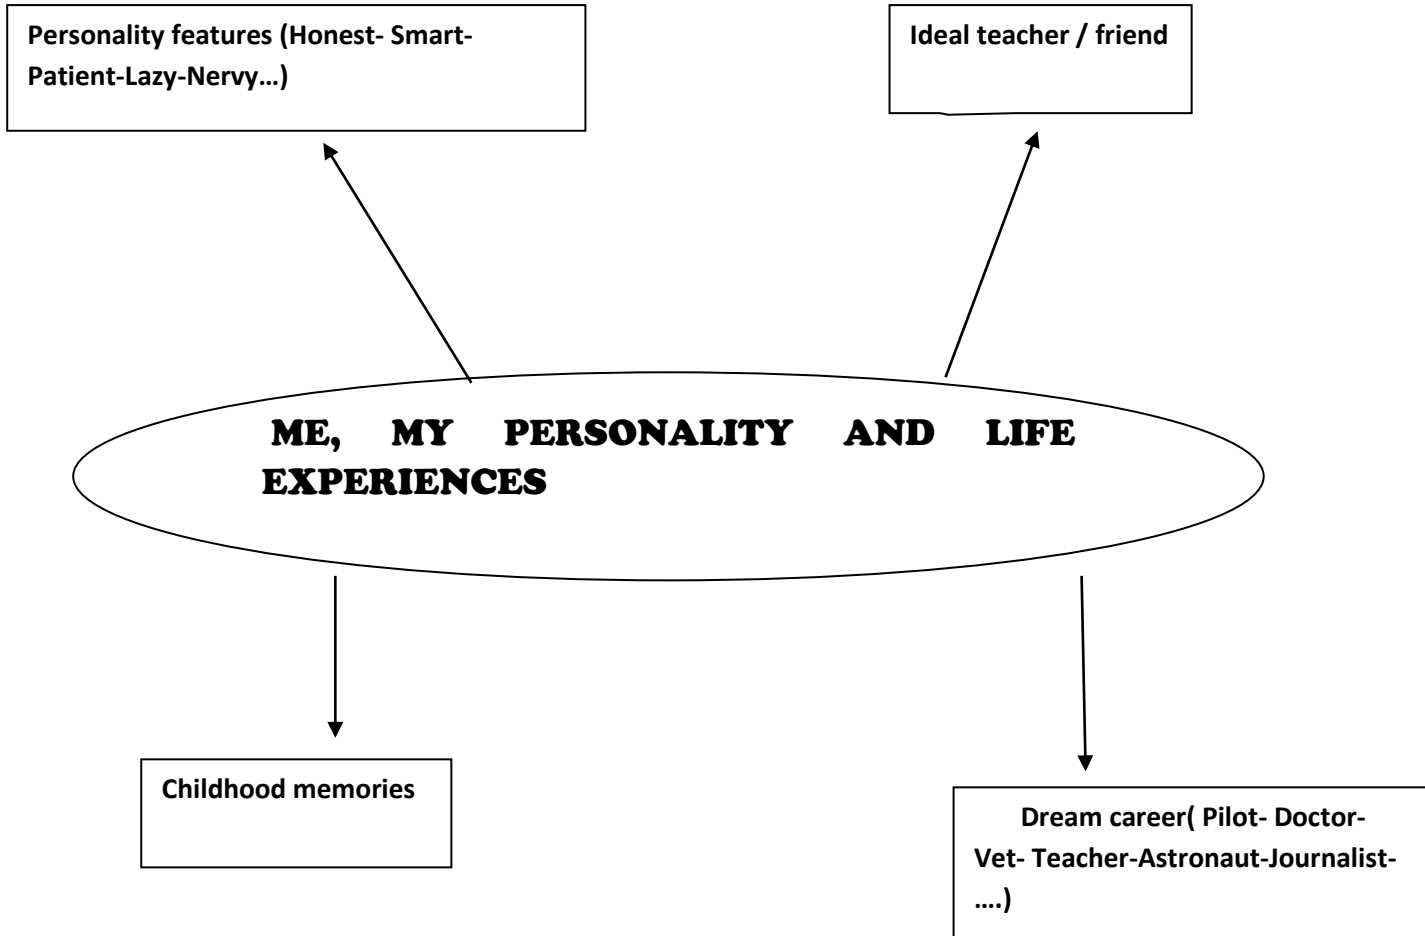 Personality features (Honest- Smart-
Patient-Lazy-Nervy...)
Ideal teacher / friend
ME, MY PERSONALITY AND LIFE
EXPERIENCES
Childhood memories
Dream career( Pilot- Doctor-
Vet- Teacher-Astronaut-Journalist-
....)